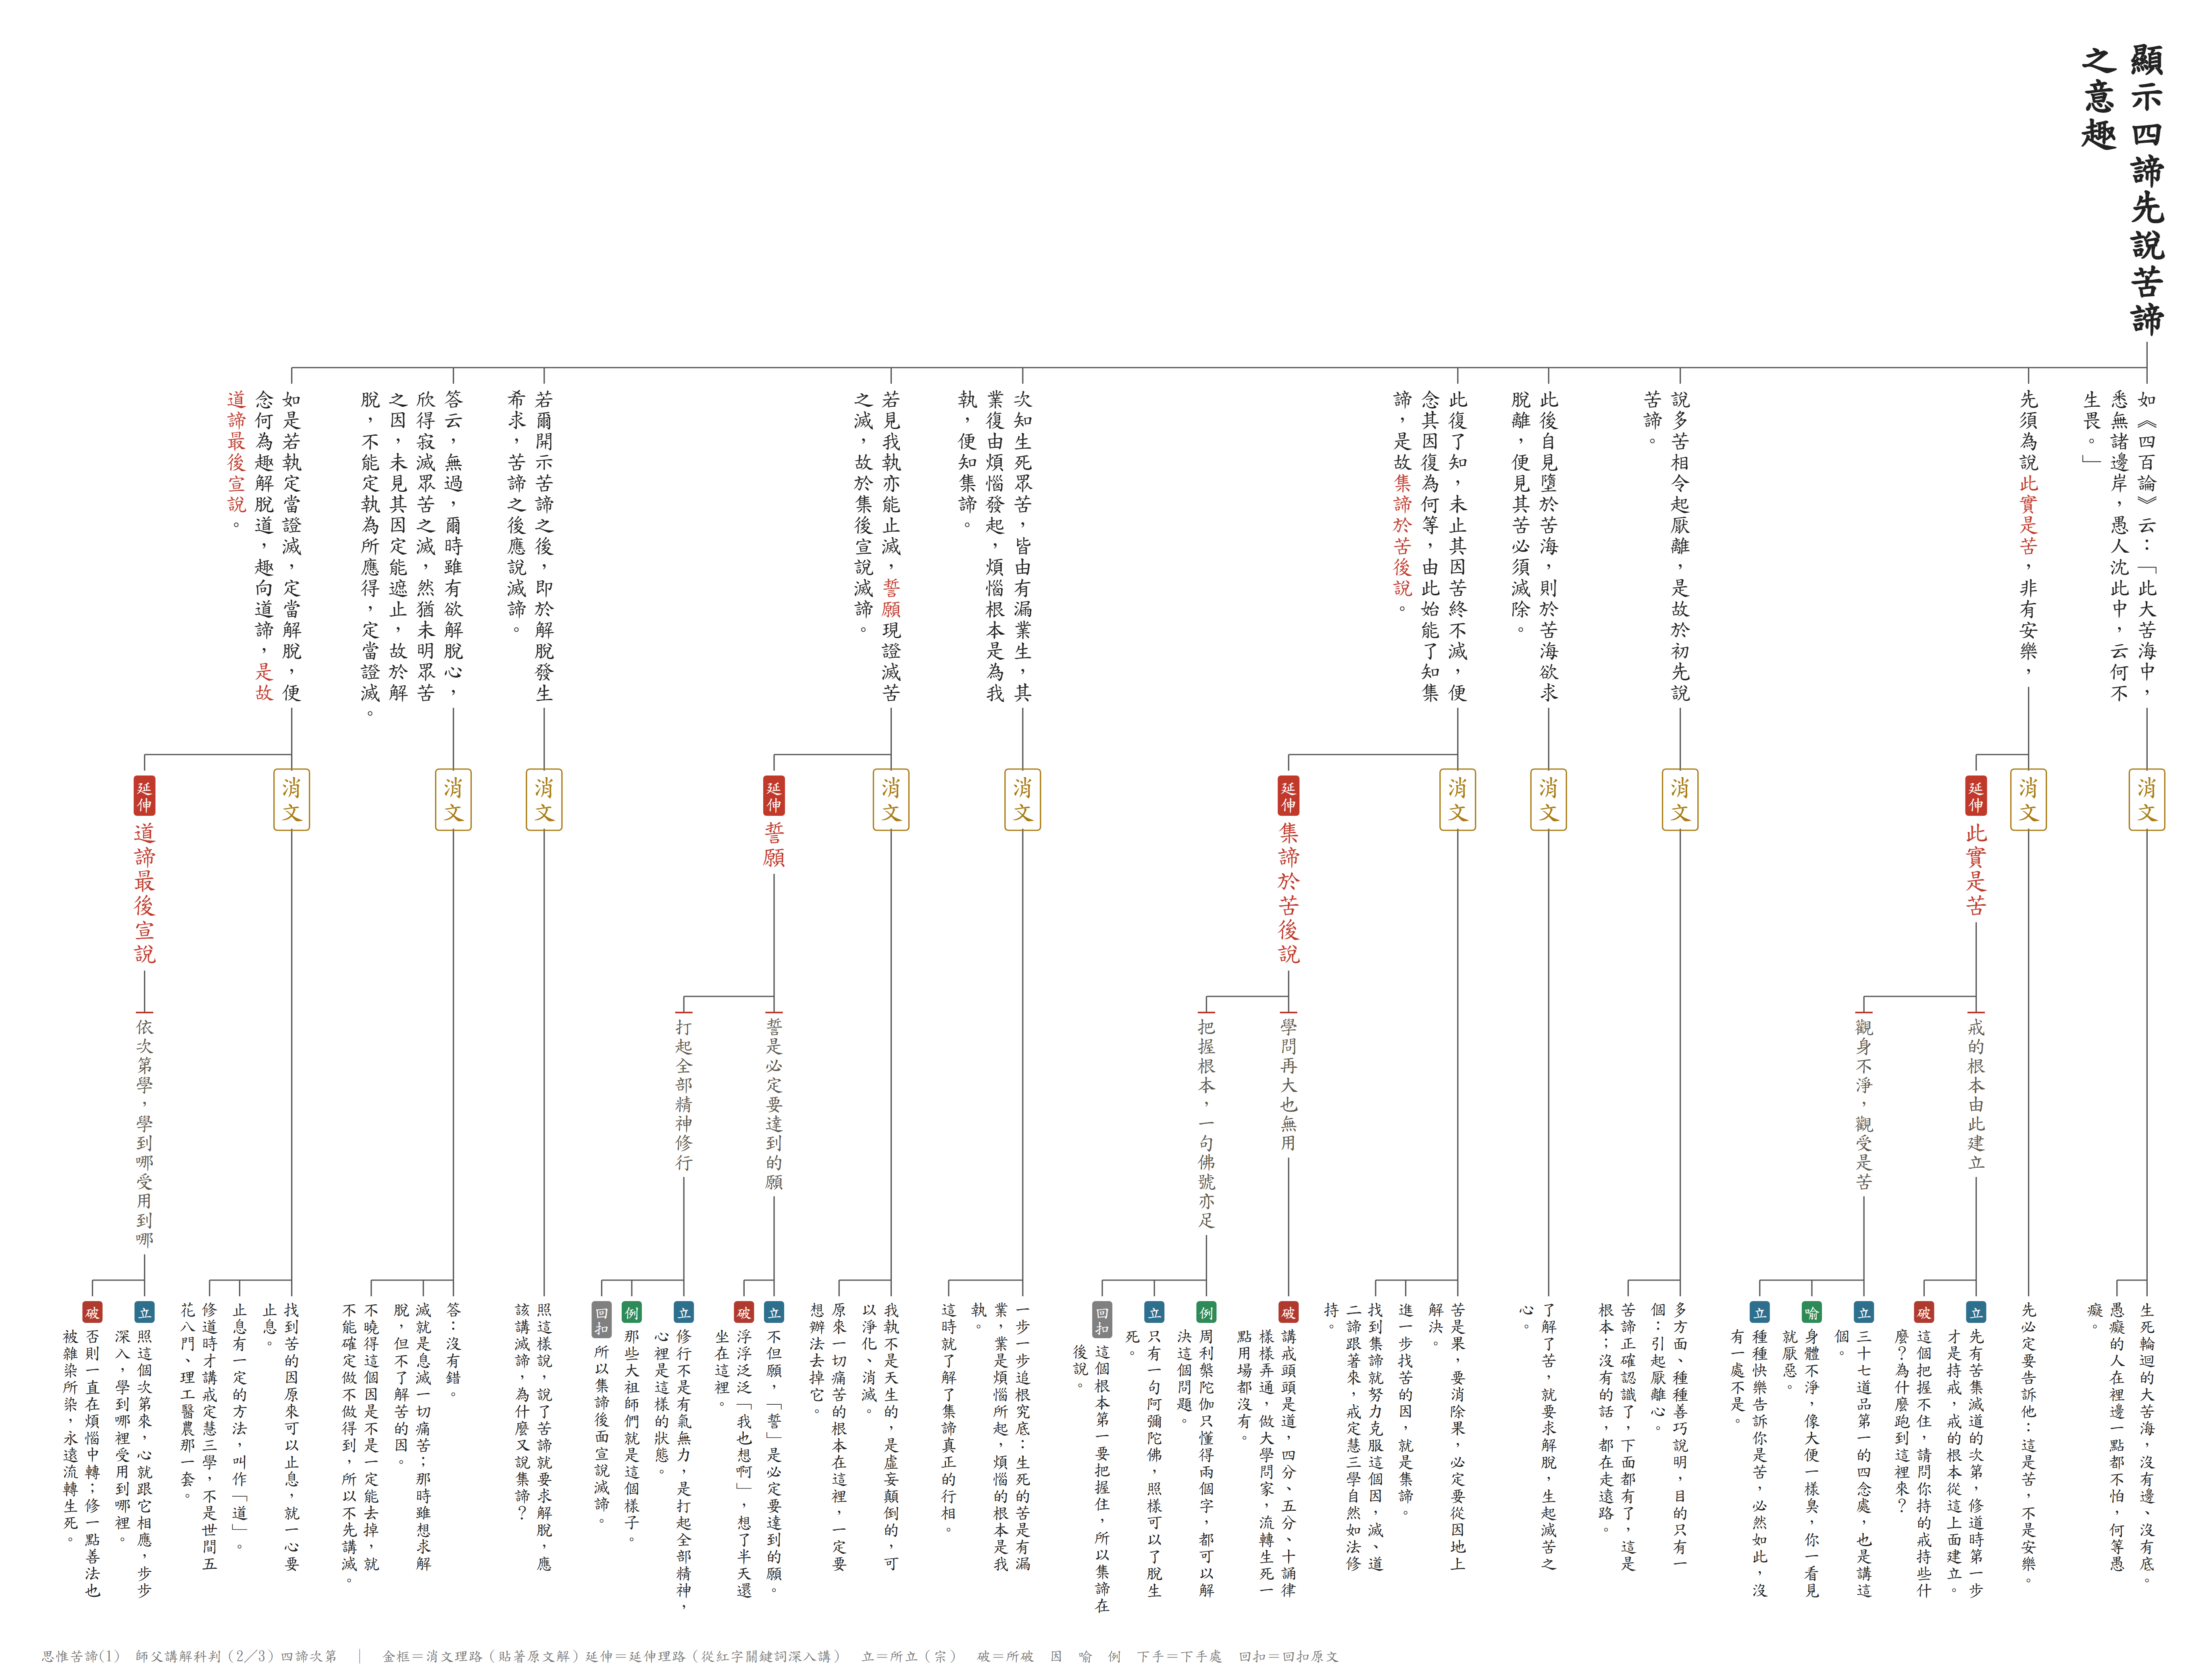 顯示四諦先說苦諦
之意趣
如《四百論》云：「此大苦海中，
悉無諸邊岸，愚人沈此中，云何不
生畏。」
先須為說此實是苦，非有安樂，
說多苦相令起厭離，是故於初先說
苦諦。
此後自見墮於苦海，則於苦海欲求
脫離，便見其苦必須滅除。
此復了知，未止其因苦終不滅，便
念其因復為何等，由此始能了知集
諦，是故集諦於苦後說。
次知生死眾苦，皆由有漏業生，其
業復由煩惱發起，煩惱根本是為我
執，便知集諦。
若見我執亦能止滅，誓願現證滅苦
之滅，故於集後宣說滅諦。
若爾開示苦諦之後，即於解脫發生
希求，苦諦之後應說滅諦。
答云，無過，爾時雖有欲解脫心，
欣得寂滅眾苦之滅，然猶未明眾苦
之因，未見其因定能遮止，故於解
脫，不能定執為所應得，定當證滅。
如是若執定當證滅，定當解脫，便
念何為趣解脫道，趣向道諦，是故
道諦最後宣說。
消文
消文
延伸
此實是苦
消文
消文
消文
延伸
集諦於苦後說
消文
消文
延伸
誓願
消文
消文
消文
延伸
道諦最後宣說
戒的根本由此建立
觀身不淨，觀受是苦
學問再大也無用
把握根本，一句佛號亦足
誓是必定要達到的願
打起全部精神修行
依次第學，學到哪受用到哪
生死輪迴的大苦海，沒有邊、沒有底。
愚癡的人在裡邊一點都不怕，何等愚
癡。
先必定要告訴他：這是苦，不是安樂。
立
先有苦集滅道的次第，修道時第一步
才是持戒，戒的根本從這上面建立。
破
這個把握不住，請問你持的戒持些什
麼？為什麼跑到這裡來？
立
三十七道品第一的四念處，也是講這
個。
喻
身體不淨，像大便一樣臭，你一看見
就厭惡。
立
種種快樂告訴你是苦，必然如此，沒
有一處不是。
多方面、種種善巧說明，目的只有一
個：引起厭離心。
苦諦正確認識了，下面都有了，這是
根本；沒有的話，都在走遠路。
了解了苦，就要求解脫，生起滅苦之
心。
苦是果，要消除果，必定要從因地上
解決。
進一步找苦的因，就是集諦。
找到集諦就努力克服這個因，滅、道
二諦跟著來，戒定慧三學自然如法修
持。
破
講戒頭頭是道，四分、五分、十誦律
樣樣弄通，做大學問家，流轉生死一
點用場都沒有。
例
周利槃陀伽只懂得兩個字，都可以解
決這個問題。
立
只有一句阿彌陀佛，照樣可以了脫生
死。
回扣
這個根本第一要把握住，所以集諦在
後說。
一步一步追根究底：生死的苦是有漏
業，業是煩惱所起，煩惱的根本是我
執。
這時就了解了集諦真正的行相。
我執不是天生的，是虛妄顛倒的，可
以淨化、消滅。
原來一切痛苦的根本在這裡，一定要
想辦法去掉它。
立
不但願，「誓」是必定要達到的願。
破
浮浮泛泛「我也想啊」，想了半天還
坐在這裡。
立
修行不是有氣無力，是打起全部精神，
心裡是這樣的狀態。
例
那些大祖師們就是這個樣子。
回扣
所以集諦後面宣說滅諦。
照這樣說，說了苦諦就要求解脫，應
該講滅諦，為什麼又說集諦？
答：沒有錯。
滅就是息滅一切痛苦；那時雖想求解
脫，但不了解苦的因。
不曉得這個因是不是一定能去掉，就
不能確定做不做得到，所以不先講滅。
找到苦的因原來可以止息，就一心要
止息。
止息有一定的方法，叫作「道」。
修道時才講戒定慧三學，不是世間五
花八門、理工醫農那一套。
立
照這個次第來，心就跟它相應，步步
深入，學到哪裡受用到哪裡。
破
否則一直在煩惱中轉；修一點善法也
被雜染所染，永遠流轉生死。
思惟苦諦(1)　師父講解科判（2／3）四諦次第　｜　金框＝消文理路（貼著原文解）延伸＝延伸理路（從紅字關鍵詞深入講）　立＝所立（宗）　破＝所破　因　喻　例　下手＝下手處　回扣＝回扣原文